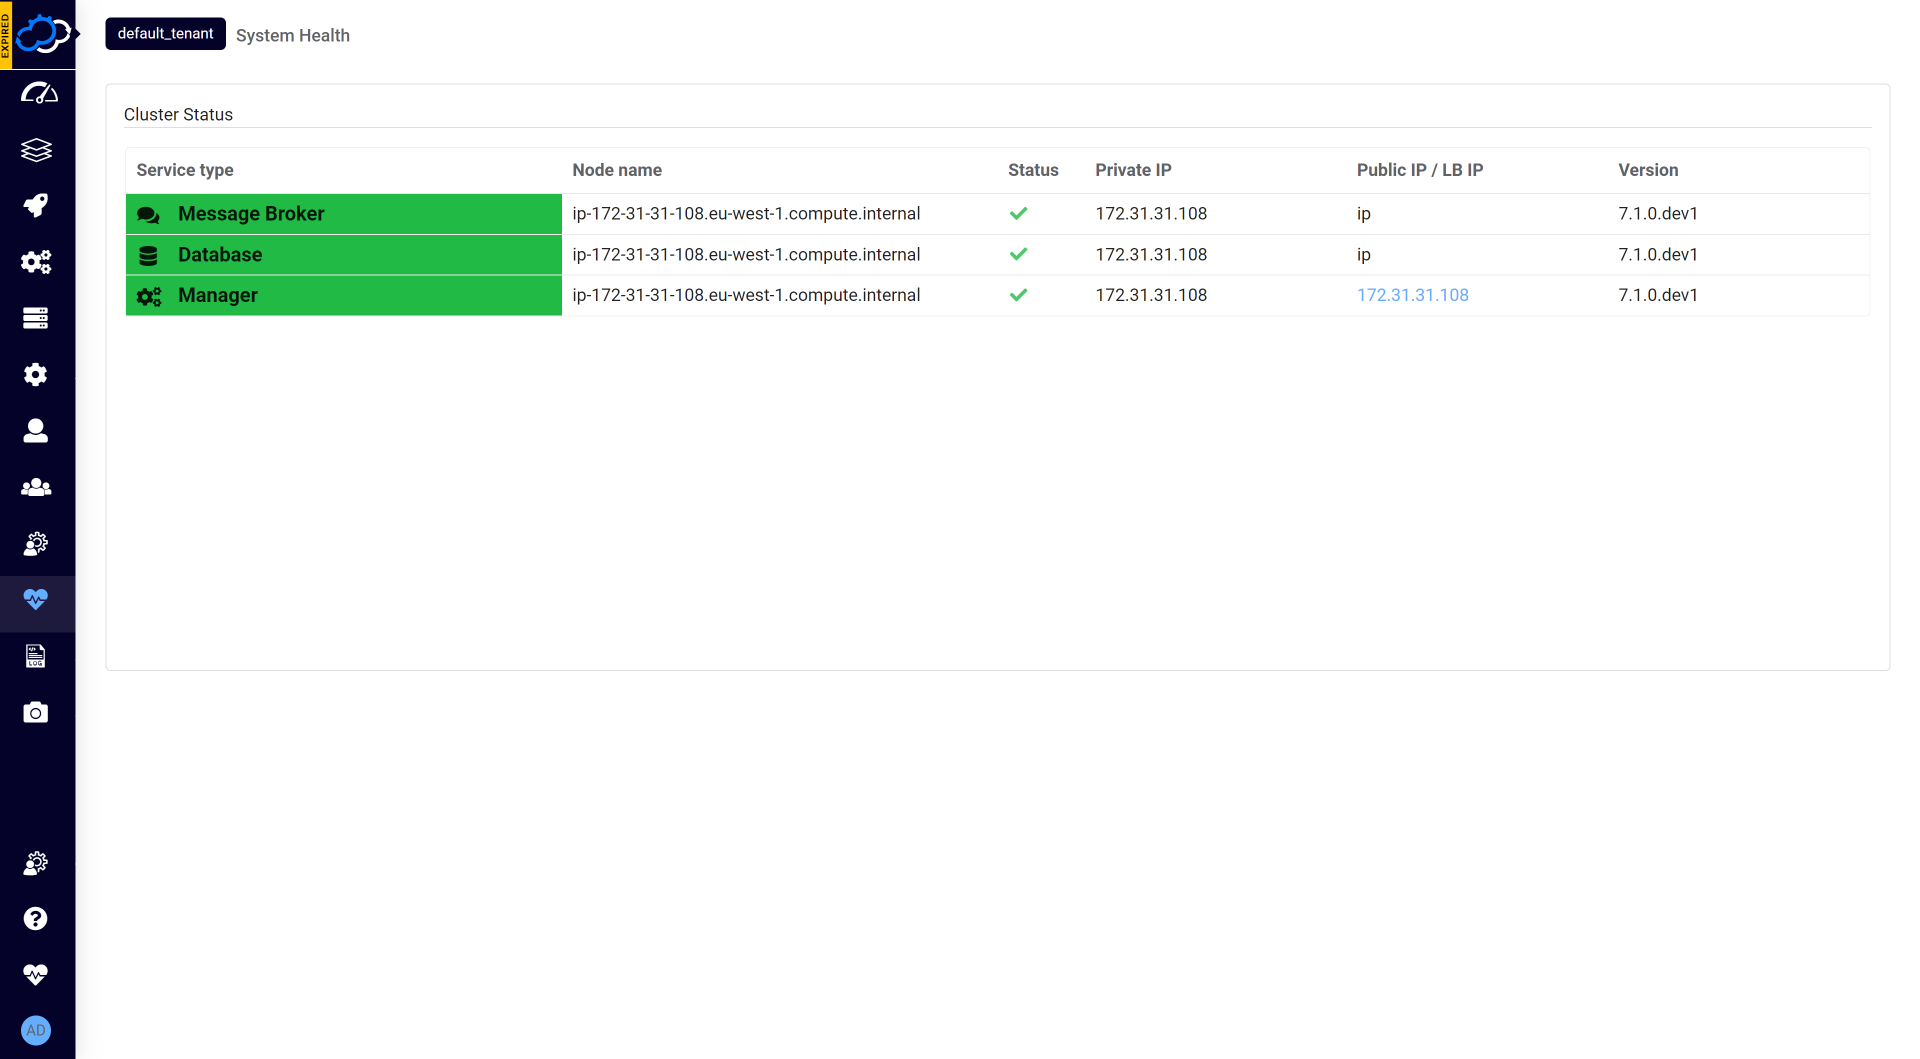 EXPIRED
default_tenant System Health
Cluster Status
Service type Node name Status Private IP Public IP / LB IP Version
Message Broker ip-172-31-31-108.eu-west-1.compute.internal 172.31.31.108 ip 7.1.0.dev1
Database ip-172-31-31-108.eu-west-1.compute.internal 172.31.31.108 ip 7.1.0.dev1
Manager ip-172-31-31-108.eu-west-1.compute.internal 172.31.31.108 172.31.31.108 7.1.0.dev1
LOG
AD